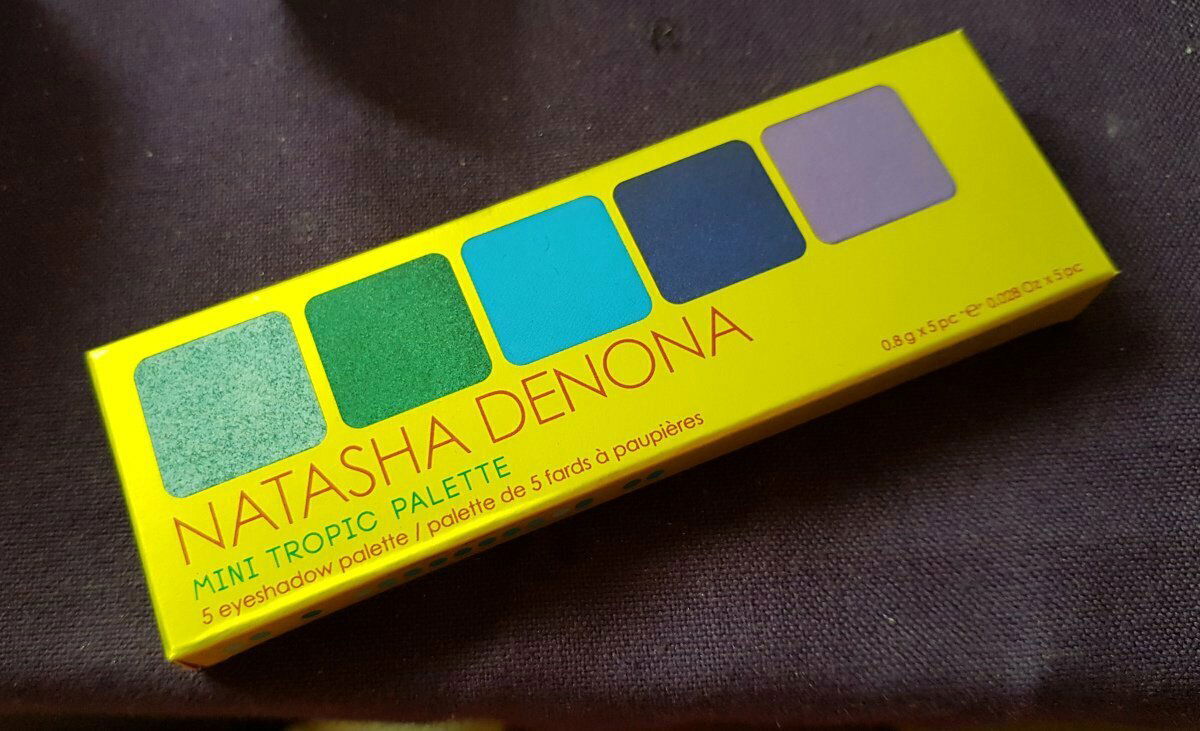 NATASHA DENONA
MINI TROPIC PALETTE
5 eyeshadow palette / palette de 5 fards à paupières
0.8 g x 5 pc "℮" 0.028 Oz x 5 pc